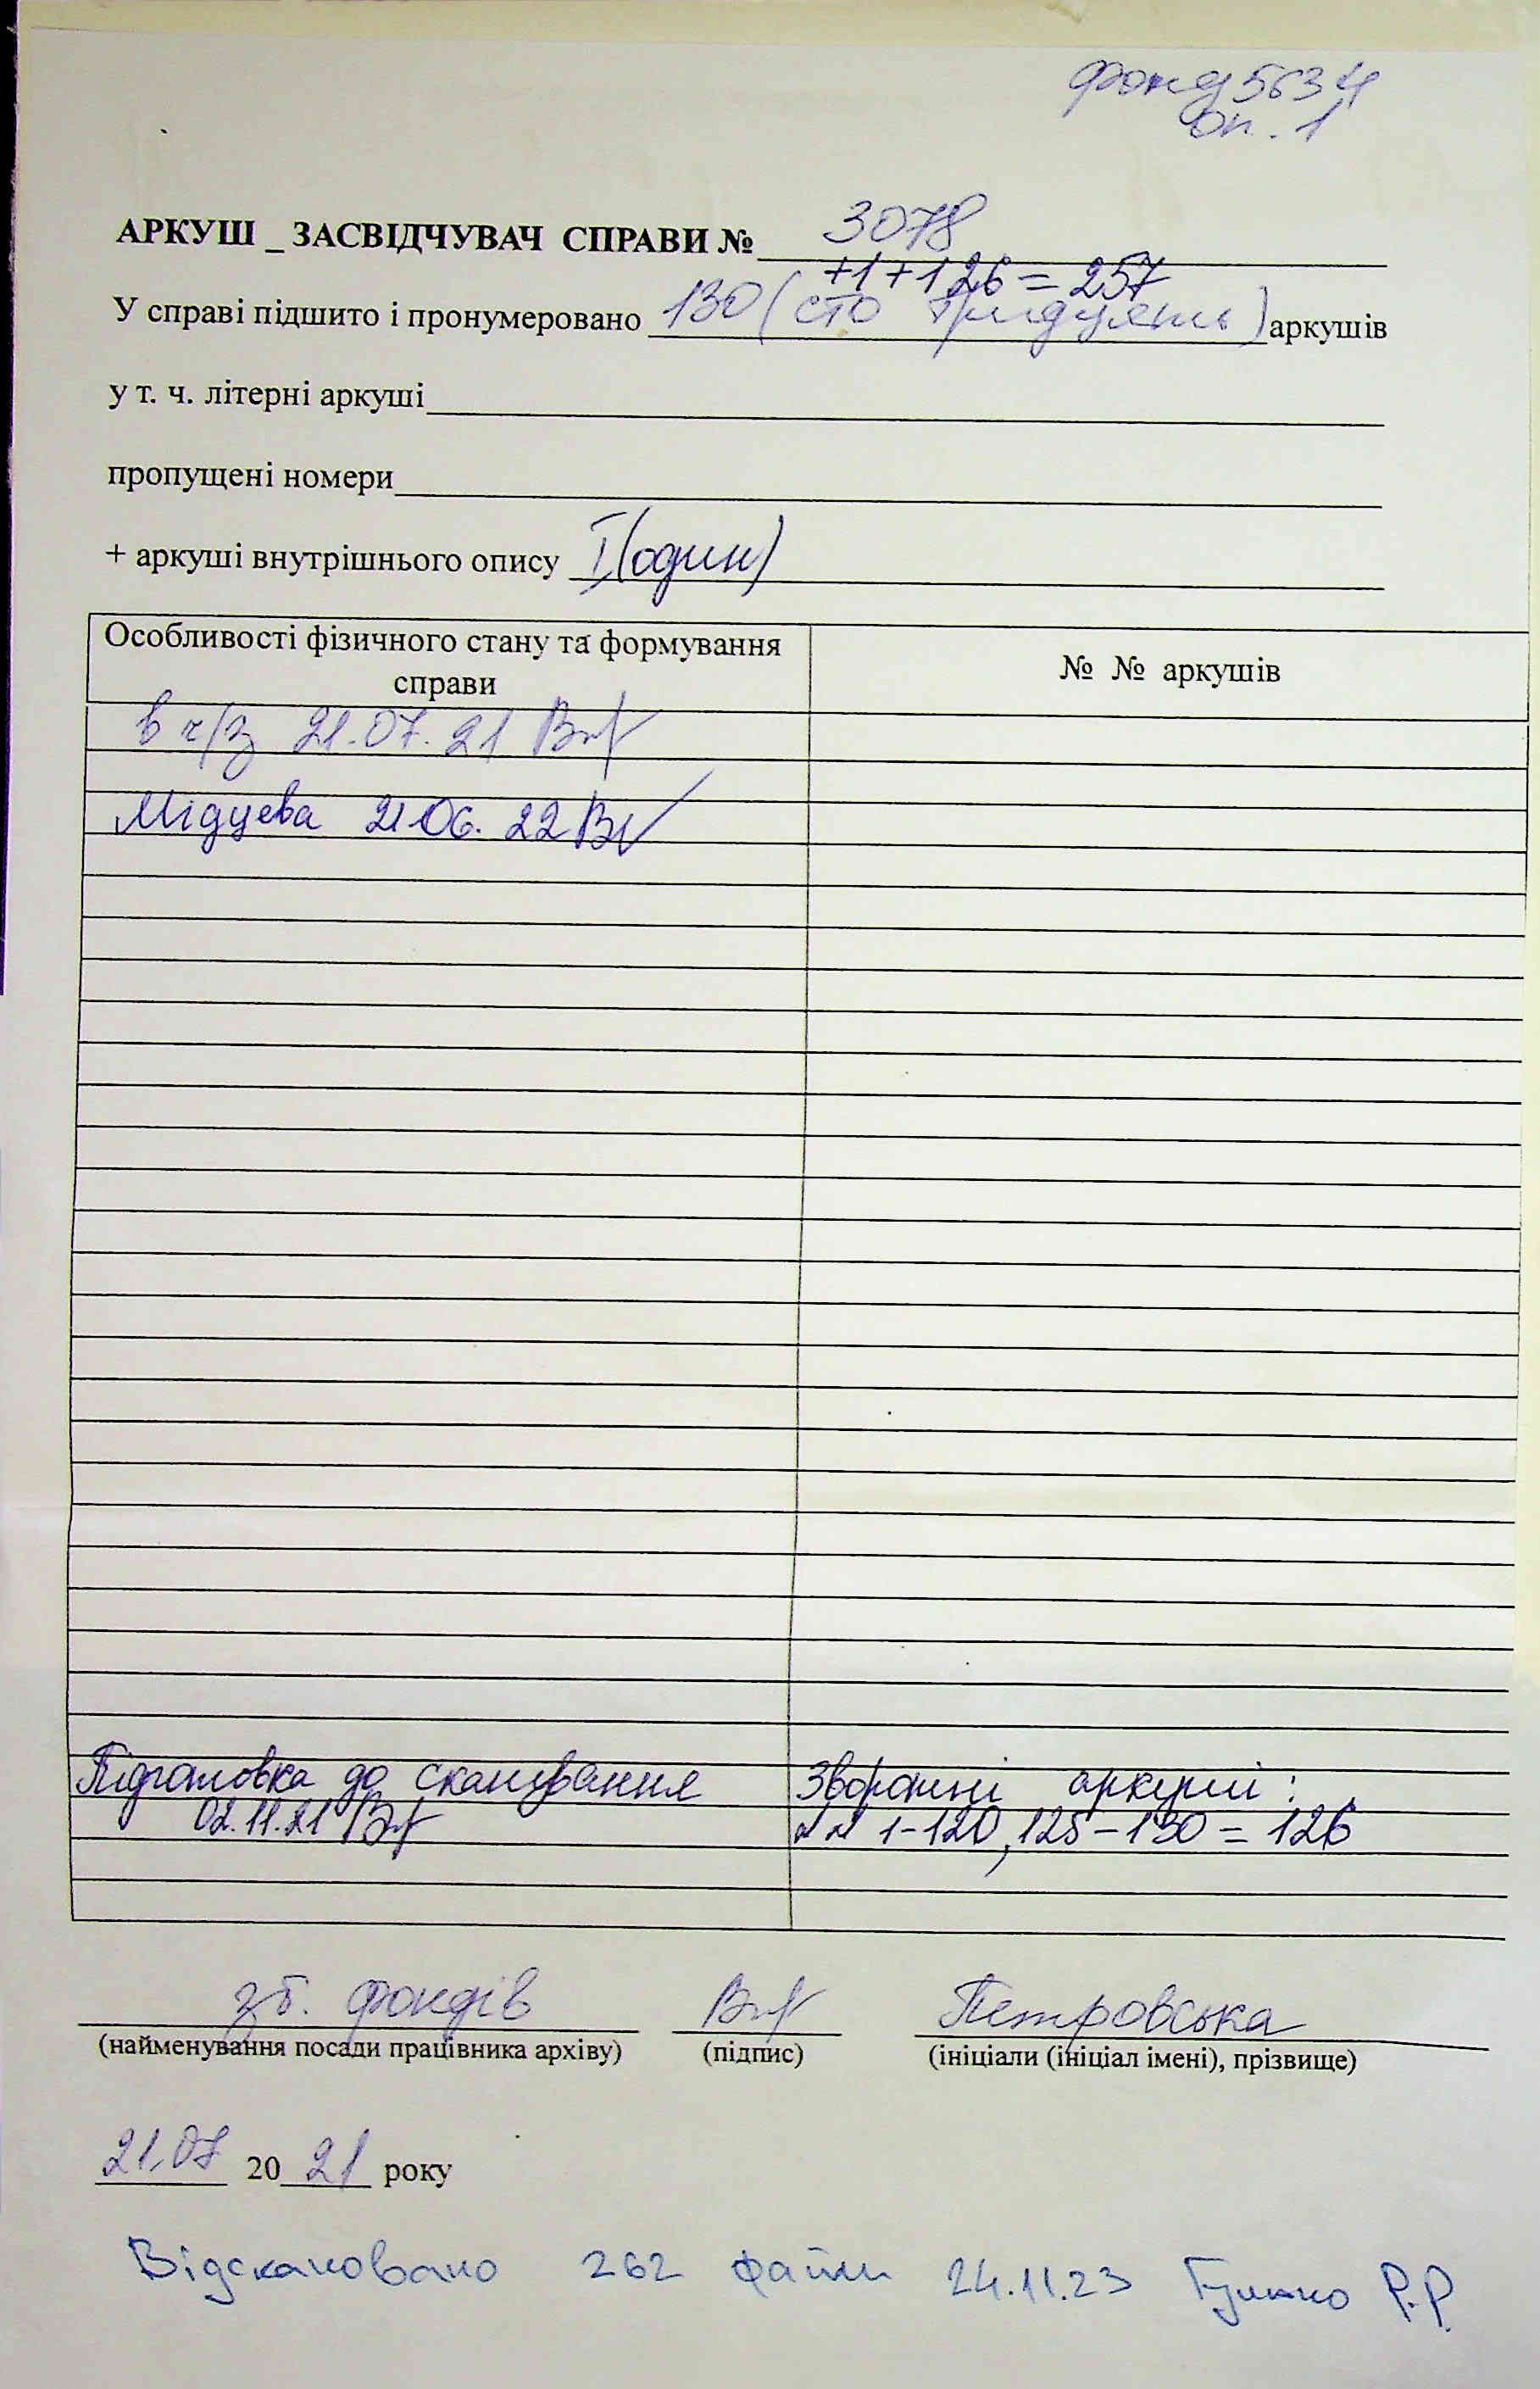 фонд 5634
оп. 1
АРКУШ _ ЗАСВІДЧУВАЧ СПРАВИ № 3078
+1+126 = 257
У справі підшито і пронумеровано 130 (сто тридцять) аркушів
у т. ч. літерні аркуші
пропущені номери
+ аркуші внутрішнього опису I (один)
Особливості фізичного стану та формування
справи
№ № аркушів
в ч/з 21.07.21
21.06.22
Підготовка до сканування
02.11.21
Зворотні аркуші:
№№ 1-120, 125-130 = 126
зб. фондів Петровська
(найменування посади працівника архіву) (підпис) (ініціали (ініціал імені), прізвище)
21.07 2021 року
Відскановано 262 файли 24.11.23 Р.Р.